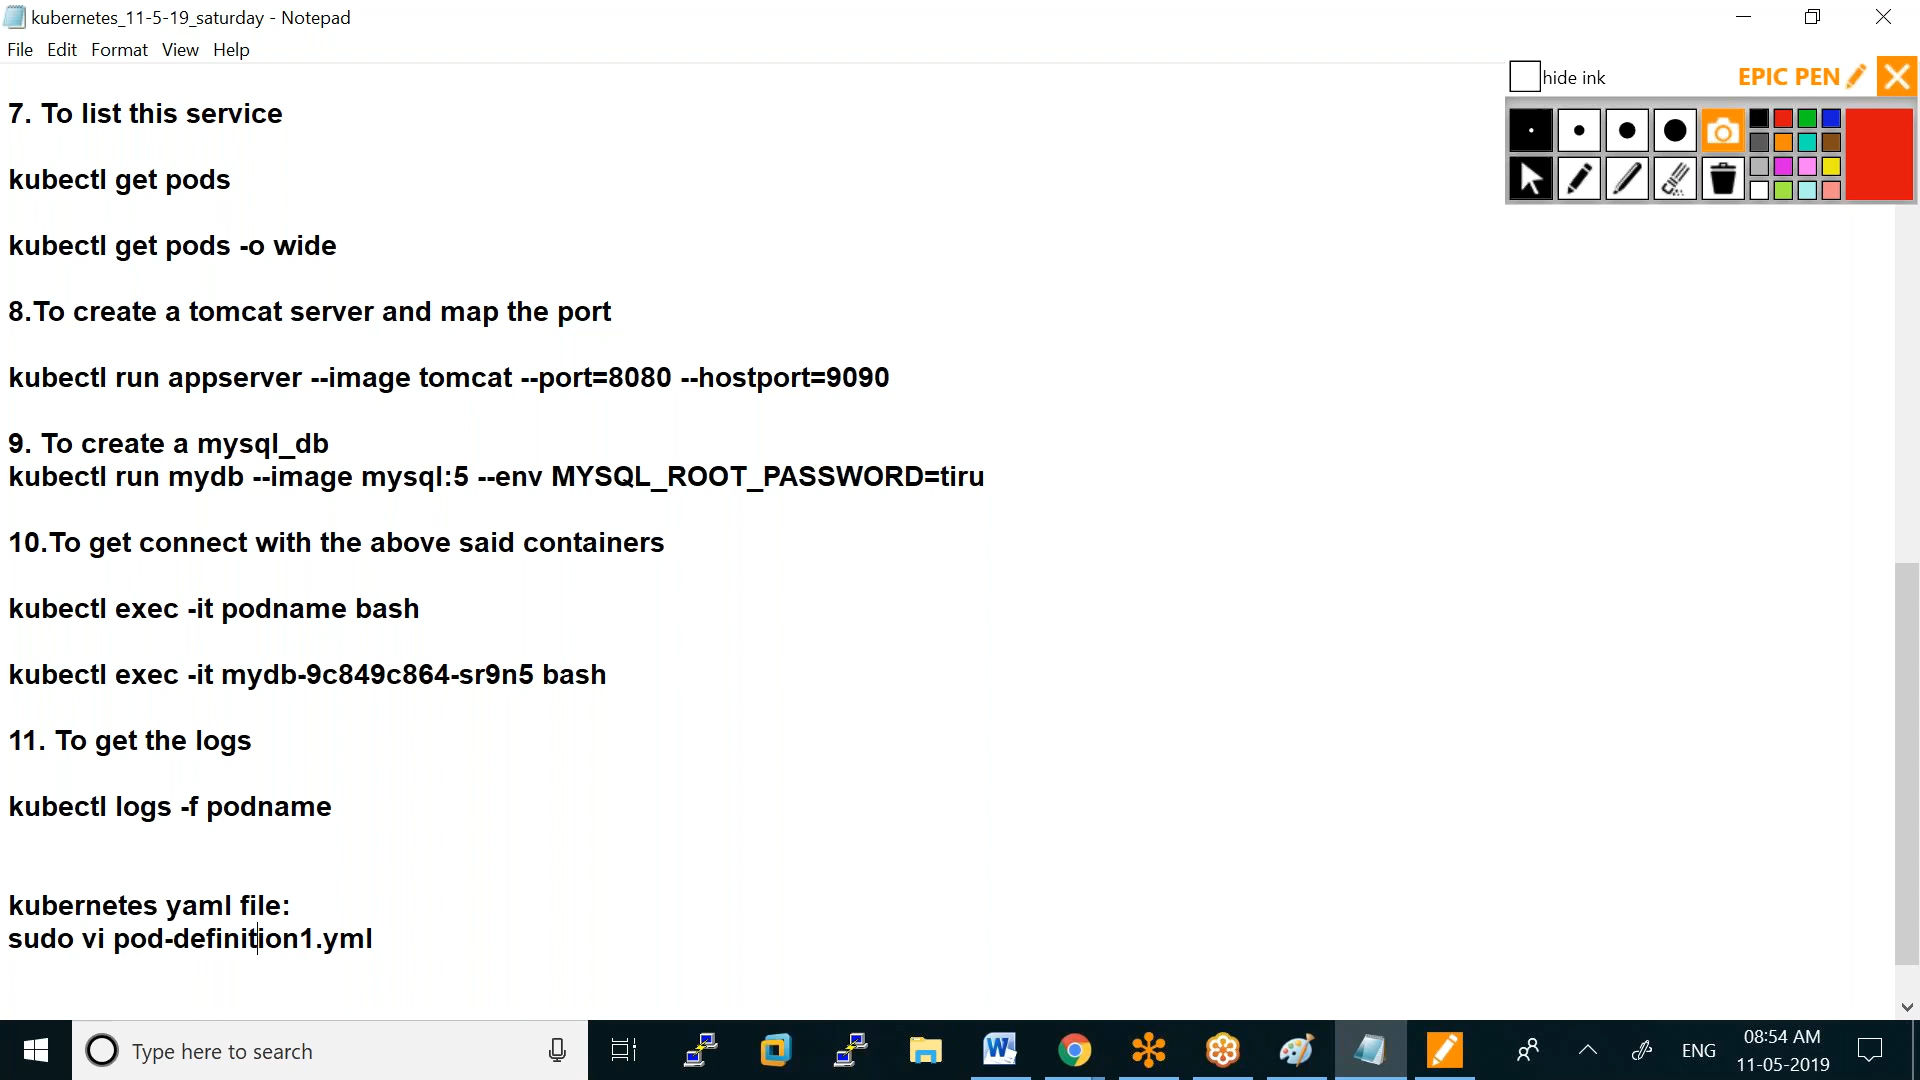 kubernetes_11-5-19_saturday - Notepad
File Edit Format View Help
hide ink
EPIC PEN
7. To list this service
kubectl get pods
kubectl get pods -o wide
8.To create a tomcat server and map the port
kubectl run appserver --image tomcat --port=8080 --hostport=9090
9. To create a mysql_db
kubectl run mydb --image mysql:5 --env MYSQL_ROOT_PASSWORD=tiru
10.To get connect with the above said containers
kubectl exec -it podname bash
kubectl exec -it mydb-9c849c864-sr9n5 bash
11. To get the logs
kubectl logs -f podname
kubernetes yaml file:
sudo vi pod-definition1.yml
Type here to search
W
ENG
08:54 AM
11-05-2019